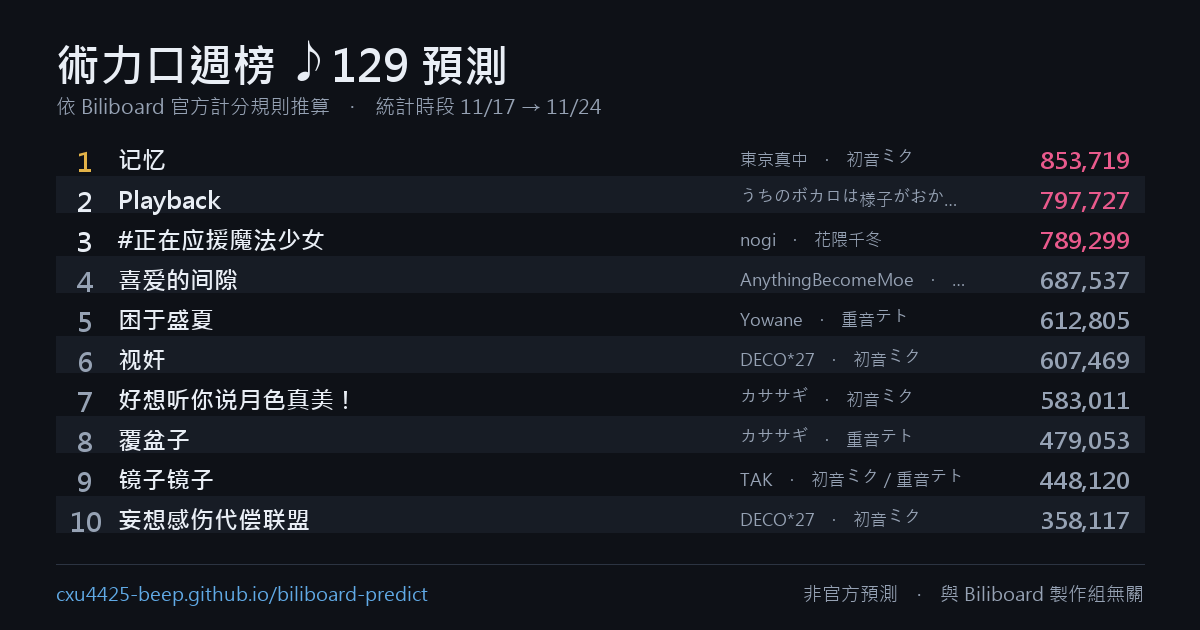 術力口週榜 ♪129 預測
依 Biliboard 官方計分規則推算 · 統計時段 11/17 → 11/24
1 记忆 東京真中 · 初音ミク 853,719
2 Playback うちのボカロは様子がおか… 797,727
3 #正在应援魔法少女 nogi · 花隈千冬 789,299
4 喜爱的间隙 AnythingBecomeMoe · … 687,537
5 困于盛夏 Yowane · 重音テト 612,805
6 视奸 DECO*27 · 初音ミク 607,469
7 好想听你说月色真美！ カササギ · 初音ミク 583,011
8 覆盆子 カササギ · 重音テト 479,053
9 镜子镜子 TAK · 初音ミク / 重音テト 448,120
10 妄想感伤代偿联盟 DECO*27 · 初音ミク 358,117
cxu4425-beep.github.io/biliboard-predict 非官方預測 · 與 Biliboard 製作組無關